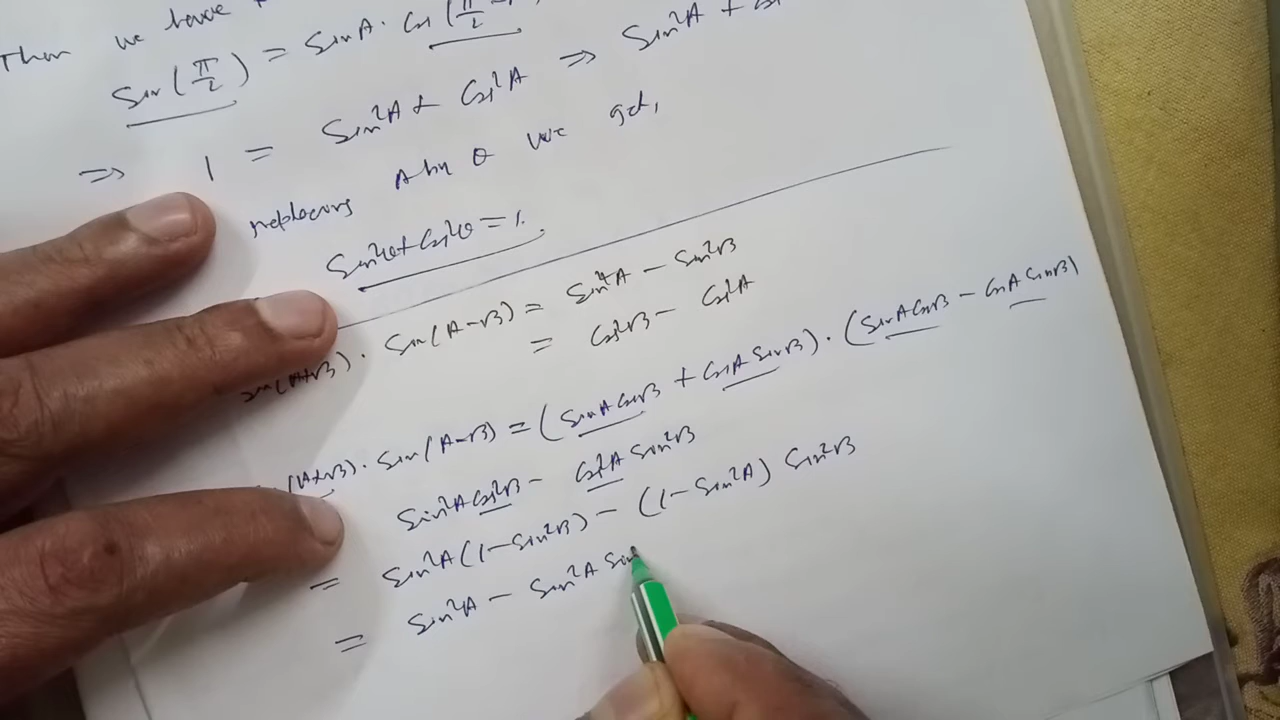 Then we have
Sin(π/2) = SinA · Cos(π/2
⇒ 1 = Sin²A + Cos²A ⇒ Sin²A +
replacing A by θ we get,
Sin²θ + Cos²θ = 1.
Sin(A+B) · Sin(A−B) = Sin²A − Sin²B
= Cos²B − Cos²A
(A+B) · Sin(A−B) = (SinA CosB + CosA SinB) · (SinA CosB − CosA SinB)
Sin²A Cos²B − Cos²A Sin²B
= Sin²A (1 − Sin²B) − (1 − Sin²A) Sin²B
= Sin²A − Sin²A Sin